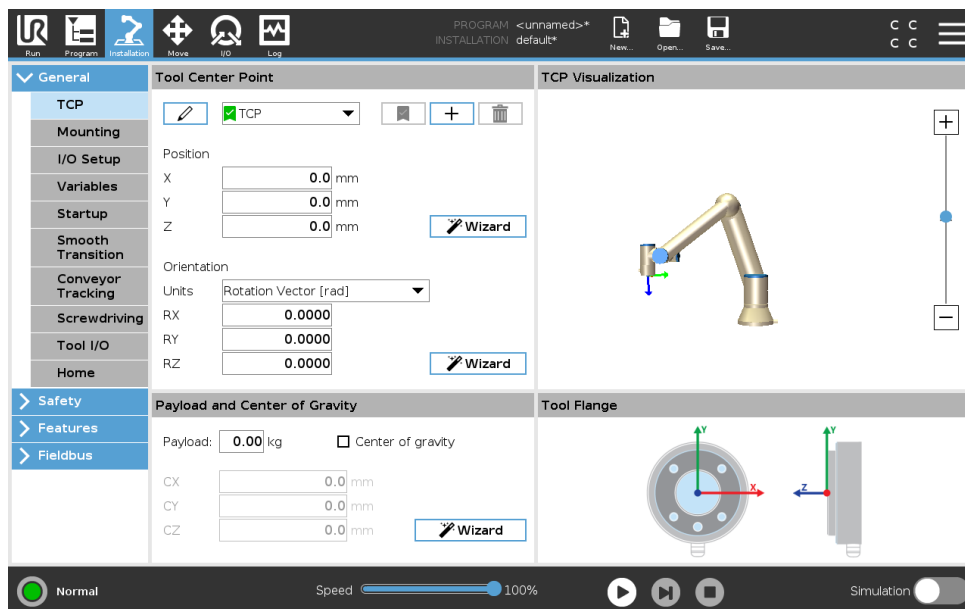 PROGRAM <unnamed>*
INSTALLATION default*
Run Program Installation Move I/O Log New... Open... Save...
C C
C C
General
TCP
Mounting
I/O Setup
Variables
Startup
Smooth
Transition
Conveyor
Tracking
Screwdriving
Tool I/O
Home
Safety
Features
Fieldbus
Tool Center Point
TCP
Position
X 0.0 mm
Y 0.0 mm
Z 0.0 mm
Wizard
Orientation
Units Rotation Vector [rad]
RX 0.0000
RY 0.0000
RZ 0.0000
Wizard
Payload and Center of Gravity
Payload: 0.00 kg Center of gravity
CX 0.0 mm
CY 0.0 mm
CZ 0.0 mm
Wizard
TCP Visualization
Tool Flange
Y
X
Y
Z
Normal
Speed 100%
Simulation